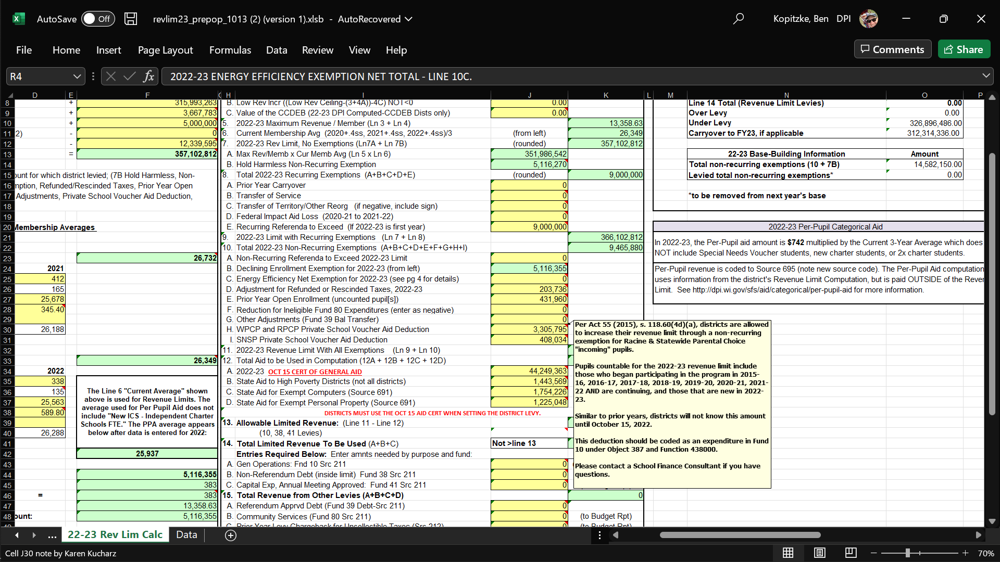 AutoSave Off revlim23_prepop_1013 (2) (version 1).xlsb - AutoRecovered Kopitzke, Ben DPI
File Home Insert Page Layout Formulas Data Review View Help Comments Share
R4 fx 2022-23 ENERGY EFFICIENCY EXEMPTION NET TOTAL - LINE 10C.
D E F H I J K L M N O P
8 + 315,993,263 B. Low Rev Incr ((Low Rev Ceiling-(3+4A))-4C) NOT<0 0.00 Line 14 Total (Revenue Limit Levies) 0.00
9 + 3,667,783 C. Value of the CCDEB (22-23 DPI Computed-CCDEB Dists only) 0.00 Over Levy 0.00
10 + 5,000,000 5. 2022-23 Maximum Revenue / Member (Ln 3 + Ln 4) 13,358.63 Under Levy 326,896,486.00
11 2) - 0 6. Current Membership Avg (2020+.4ss, 2021+.4ss, 2022+.4ss)/3 (from left) 26,349 Carryover to FY23, if applicable 312,314,336.00
12 - 12,339,595 7. 2022-23 Rev Limit, No Exemptions (Ln7A + Ln 7B) (rounded) 357,102,812
13 = 357,102,812 A. Max Rev/Memb x Cur Memb Avg (Ln 5 x Ln 6) 351,986,542 22-23 Base-Building Information Amount
14 B. Hold Harmless Non-Recurring Exemption 5,116,270 Total non-recurring exemptions (10 + 7B) 14,582,150.00
15 ount for which district levied; (7B Hold Harmless, Non- 8. Total 2022-23 Recurring Exemptions (A+B+C+D+E) (rounded) 9,000,000 Levied total non-recurring exemptions* 0.00
16 mption, Refunded/Rescinded Taxes, Prior Year Open A. Prior Year Carryover 0
17 Adjustments, Private School Voucher Aid Deduction, B. Transfer of Service 0 *to be removed from next year's base
18 C. Transfer of Territory/Other Reorg (if negative, include sign) 0
19 D. Federal Impact Aid Loss (2020-21 to 2021-22) 0
20 Membership Averages E. Recurring Referenda to Exceed (If 2022-23 is first year) 9,000,000 2022-23 Per-Pupil Categorical Aid
21 9. 2022-23 Limit with Recurring Exemptions (Ln 7 + Ln 8) 366,102,812 In 2022-23, the Per-Pupil aid amount is $742 multiplied by the Current 3-Year Average which does
22 10. Total 2022-23 Non-Recurring Exemptions (A+B+C+D+E+F+G+H+I) 9,465,880 NOT include Special Needs Voucher students, new charter students, or 2x charter students.
23 26,732 A. Non-Recurring Referenda to Exceed 2022-23 Limit 0
24 2021 B. Declining Enrollment Exemption for 2022-23 (from left) 5,116,355 Per-Pupil revenue is coded to Source 695 (note new source code). The Per-Pupil Aid computation
25 412 C. Energy Efficiency Net Exemption for 2022-23 (see pg 4 for details) 0 uses information from the district's Revenue Limit Computation, but is paid OUTSIDE of the Rever
26 165 D. Adjustment for Refunded or Rescinded Taxes, 2022-23 203,736 Limit. See http://dpi.wi.gov/sfs/aid/categorical/per-pupil-aid for more information.
27 25,678 E. Prior Year Open Enrollment (uncounted pupil[s]) 431,960
28 345.40 F. Reduction for Ineligible Fund 80 Expenditures (enter as negative) 0
29 G. Other Adjustments (Fund 39 Bal Transfer) 0
30 26,188 H. WPCP and RPCP Private School Voucher Aid Deduction 3,305,795
31 I. SNSP Private School Voucher Aid Deduction 408,034
32 11. 2022-23 Revenue Limit With All Exemptions (Ln 9 + Ln 10)
33 26,349 12. Total Aid to be Used in Computation (12A + 12B + 12C + 12D)
34 2022 A. 2022-23 OCT 15 CERT OF GENERAL AID 44,249,363
35 338 B. State Aid to High Poverty Districts (not all districts) 1,443,569
36 135 C. State Aid for Exempt Computers (Source 691) 1,754,226
37 25,563 D. State Aid for Exempt Personal Property (Source 691) 1,225,048
38 589.80 DISTRICTS MUST USE THE OCT 15 AID CERT WHEN SETTING THE DISTRICT LEVY.
39 13. Allowable Limited Revenue: (Line 11 - Line 12)
40 26,288 (10, 38, 41 Levies)
41 14. Total Limited Revenue To Be Used (A+B+C) Not >line 13
42 25,937 Entries Required Below: Enter amnts needed by purpose and fund:
43 A. Gen Operations: Fnd 10 Src 211 0
44 5,116,355 B. Non-Referendum Debt (inside limit) Fund 38 Src 211 0
45 383 C. Capital Exp, Annual Meeting Approved: Fund 41 Src 211 0
46 = 383 15. Total Revenue from Other Levies (A+B+C+D) 0
47 13,358.63 A. Referendum Apprvd Debt (Fund 39 Debt-Src 211) 0
48 ount: 5,116,355 B. Community Services (Fund 80 Src 211) 0 (to Budget Rpt)
C. Prior Year Levy Chargeback for Uncollectible Taxes (Src 212) (to Budget Rpt)
The Line 6 "Current Average" shown
above is used for Revenue Limits. The
average used for Per Pupil Aid does not
include "New ICS - Independent Charter
Schools FTE." The PPA average appears
below after data is entered for 2022:
Per Act 55 (2015), s. 118.60(4d)(a), districts are allowed
to increase their revenue limit through a non-recurring
exemption for Racine & Statewide Parental Choice
"incoming" pupils.
Pupils countable for the 2022-23 revenue limit include
those who began participating in the program in 2015-
16, 2016-17, 2017-18, 2018-19, 2019-20, 2020-21, 2021-
22 AND are continuing, and those that are new in 2022-
23.
Similar to prior years, districts will not know this amount
until October 15, 2022.
This deduction should be coded as an expenditure in Fund
10 under Object 387 and Function 438000.
Please contact a School Finance Consultant if you have
questions.
... 22-23 Rev Lim Calc Data
Cell J30 note by Karen Kucharz 70%